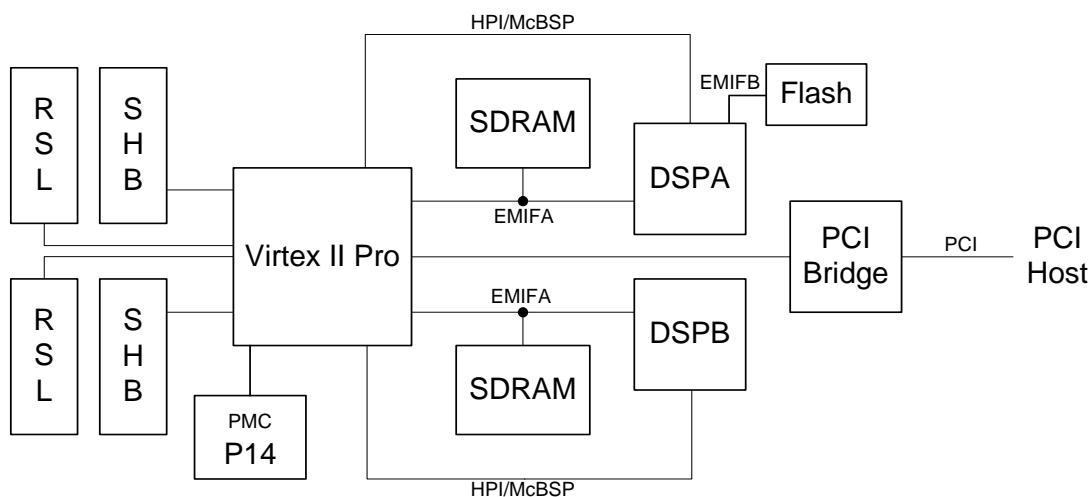 HPI/McBSP
R
S
L
S
H
B
SDRAM
EMIFB
Flash
DSPA
EMIFA
Virtex II Pro
PCI
Bridge
PCI
PCI
Host
R
S
L
S
H
B
EMIFA
DSPB
SDRAM
PMC
P14
HPI/McBSP